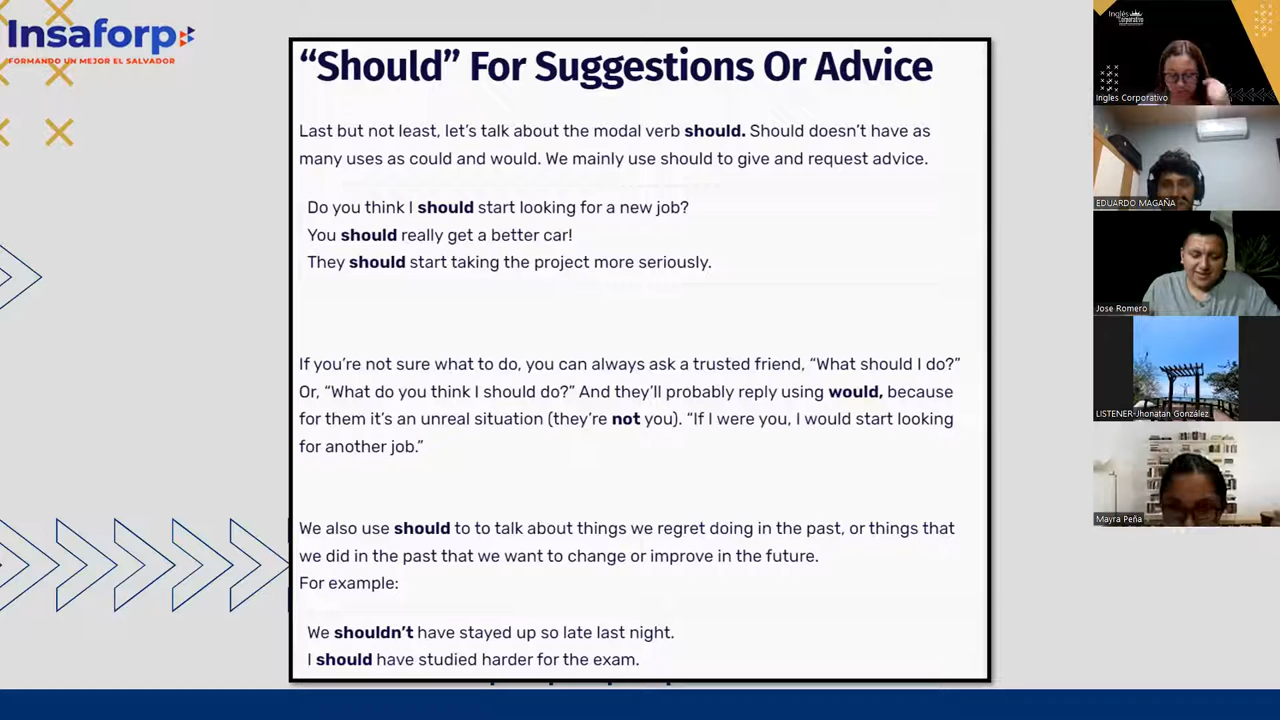 Insaforp
FORMANDO UN MEJOR EL SALVADOR
“Should” For Suggestions Or Advice
Last but not least, let’s talk about the modal verb should. Should doesn’t have as
many uses as could and would. We mainly use should to give and request advice.
Do you think I should start looking for a new job?
You should really get a better car!
They should start taking the project more seriously.
If you’re not sure what to do, you can always ask a trusted friend, “What should I do?”
Or, “What do you think I should do?” And they’ll probably reply using would, because
for them it’s an unreal situation (they’re not you). “If I were you, I would start looking
for another job.”
We also use should to to talk about things we regret doing in the past, or things that
we did in the past that we want to change or improve in the future.
For example:
We shouldn’t have stayed up so late last night.
I should have studied harder for the exam.
Inglés
Corporativo
Ingles Corporativo
EDUARDO MAGAÑA
Jose Romero
LISTENER-Jhonatan González
Mayra Peña